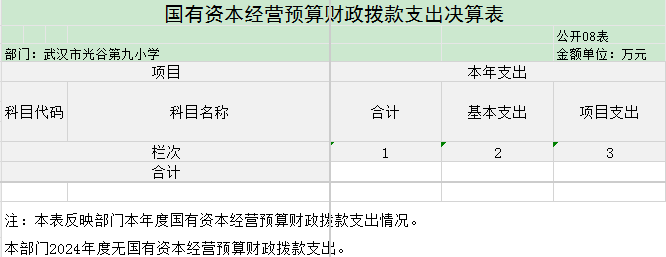 国有资本经营预算财政拨款支出决算表
公开08表
部门：武汉市光谷第九小学 金额单位：万元
项目 本年支出
科目代码 科目名称 合计 基本支出 项目支出
栏次 1 2 3
合计
注：本表反映部门本年度国有资本经营预算财政拨款支出情况。
本部门2024年度无国有资本经营预算财政拨款支出。